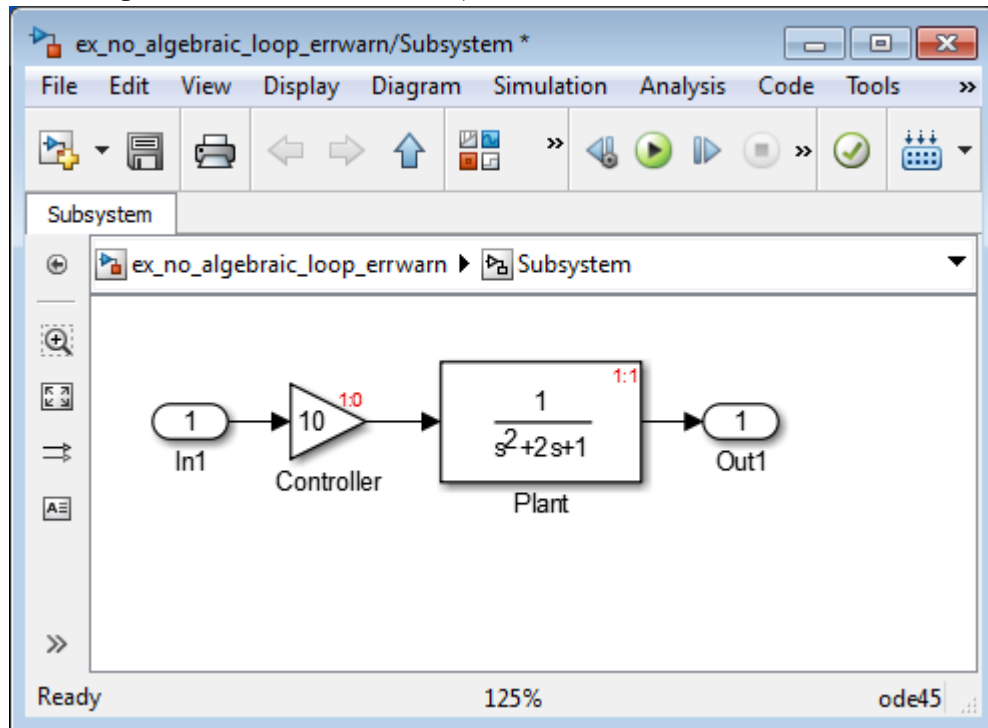 ex_no_algebraic_loop_errwarn/Subsystem *
File Edit View Display Diagram Simulation Analysis Code Tools »
» »
Subsystem
ex_no_algebraic_loop_errwarn Subsystem
1:1
1:0
1
1 10 s²+2s+1 1
In1 Controller Plant Out1
A
»
Ready 125% ode45